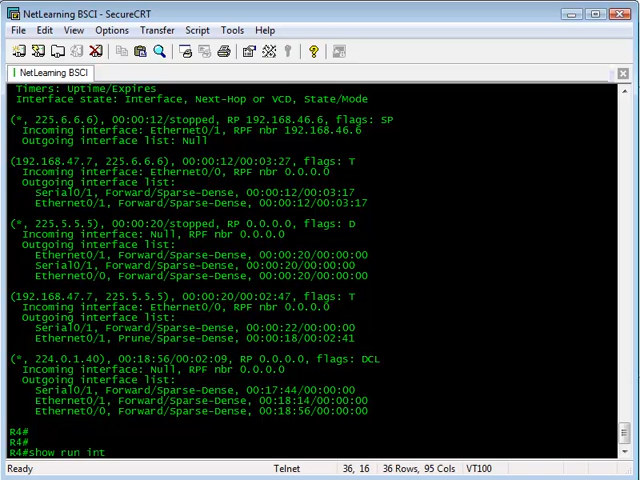 NetLearning BSCI - SecureCRT
File Edit View Options Transfer Script Tools Help
NetLearning BSCI
Timers: Uptime/Expires
Interface state: Interface, Next-Hop or VCD, State/Mode
(*, 225.6.6.6), 00:00:12/stopped, RP 192.168.46.6, flags: SP
Incoming interface: Ethernet0/1, RPF nbr 192.168.46.6
Outgoing interface list: Null
(192.168.47.7, 225.6.6.6), 00:00:12/00:03:27, flags: T
Incoming interface: Ethernet0/0, RPF nbr 0.0.0.0
Outgoing interface list:
Serial0/1, Forward/Sparse-Dense, 00:00:12/00:03:17
Ethernet0/1, Forward/Sparse-Dense, 00:00:12/00:03:17
(*, 225.5.5.5), 00:00:20/stopped, RP 0.0.0.0, flags: D
Incoming interface: Null, RPF nbr 0.0.0.0
Outgoing interface list:
Ethernet0/1, Forward/Sparse-Dense, 00:00:20/00:00:00
Serial0/1, Forward/Sparse-Dense, 00:00:20/00:00:00
Ethernet0/0, Forward/Sparse-Dense, 00:00:20/00:00:00
(192.168.47.7, 225.5.5.5), 00:00:20/00:02:47, flags: T
Incoming interface: Ethernet0/0, RPF nbr 0.0.0.0
Outgoing interface list:
Serial0/1, Forward/Sparse-Dense, 00:00:22/00:00:00
Ethernet0/1, Prune/Sparse-Dense, 00:00:18/00:02:41
(*, 224.0.1.40), 00:18:56/00:02:09, RP 0.0.0.0, flags: DCL
Incoming interface: Null, RPF nbr 0.0.0.0
Outgoing interface list:
Serial0/1, Forward/Sparse-Dense, 00:17:44/00:00:00
Ethernet0/1, Forward/Sparse-Dense, 00:18:14/00:00:00
Ethernet0/0, Forward/Sparse-Dense, 00:18:56/00:00:00
R4#
R4#
R4#show run int
Ready Telnet 36, 16 36 Rows, 95 Cols VT100